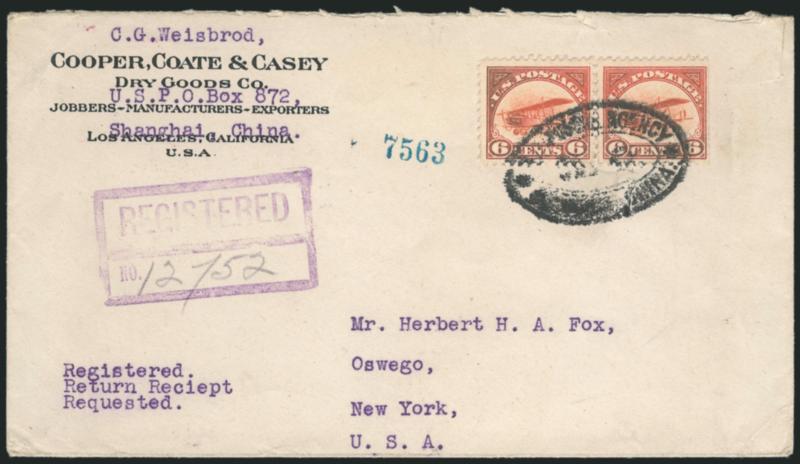 C.G.Weisbrod,
COOPER, COATE & CASEY
DRY GOODS CO.
U.S.P.O.Box 872,
JOBBERS-MANUFACTURERS-EXPORTERS
Shanghai, China.
LOS ANGELES, CALIFORNIA
U.S.A.
7563
U.S. POSTAGE
6 CENTS 6
U.S. POSTAGE
6 CENTS 6
AGENCY
CHINA
REGISTERED
NO. 12752
Mr. Herbert H. A. Fox,
Oswego,
New York,
U. S. A.
Registered.
Return Reciept
Requested.